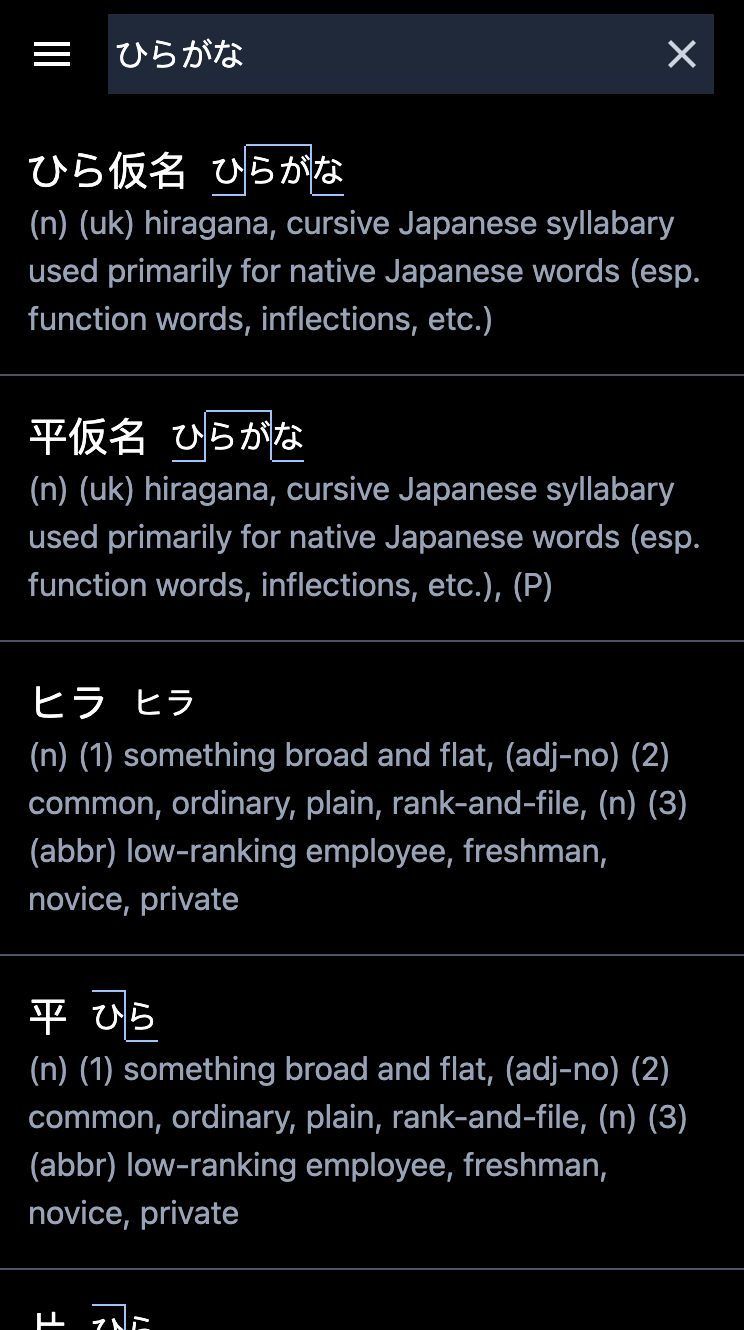 ひらがな
ひら仮名 ひらがな
(n) (uk) hiragana, cursive Japanese syllabary
used primarily for native Japanese words (esp.
function words, inflections, etc.)
平仮名 ひらがな
(n) (uk) hiragana, cursive Japanese syllabary
used primarily for native Japanese words (esp.
function words, inflections, etc.), (P)
ヒラ ヒラ
(n) (1) something broad and flat, (adj-no) (2)
common, ordinary, plain, rank-and-file, (n) (3)
(abbr) low-ranking employee, freshman,
novice, private
平 ひら
(n) (1) something broad and flat, (adj-no) (2)
common, ordinary, plain, rank-and-file, (n) (3)
(abbr) low-ranking employee, freshman,
novice, private
片 ひら